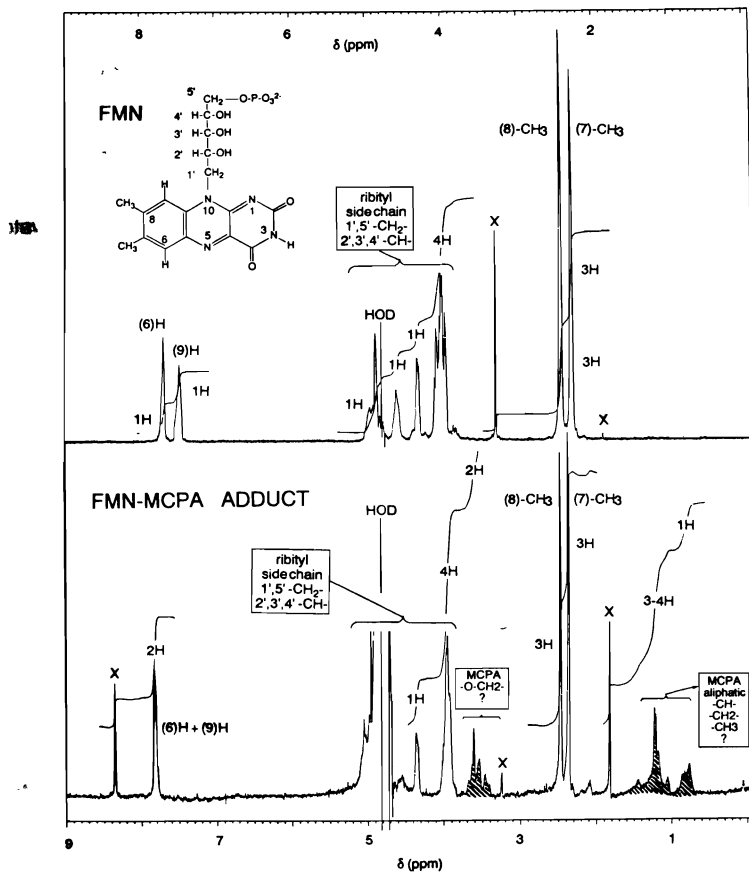 8 6 2
δ (ppm)
FMN
5'
CH₂—O-P-O₃²⁻
4' H-C-OH
3' H-C-OH
2' H-C-OH
1' CH₂
H
CH₃ 8 N N O
10 1
3 N-H
CH₃ 6 5 N
H O
(8)-CH₃ (7)-CH₃
ribityl
side chain
1',5' -CH₂-
2',3',4' -CH-
4H
X
3H
(6)H
HOD
1H
(9)H
1H
3H
1H
1H
1H
X
2H
FMN-MCPA ADDUCT
(8)-CH₃ (7)-CH₃
HOD
1H
3H
ribityl
side chain
1',5' -CH₂-
2',3',4' -CH-
4H
3-4H
X
X
2H
3H
MCPA
-O-CH2-
?
1H
MCPA
aliphatic
-CH-
-CH2-
-CH3
?
(6)H + (9)H
X
9 7 5 3 1
δ (ppm)